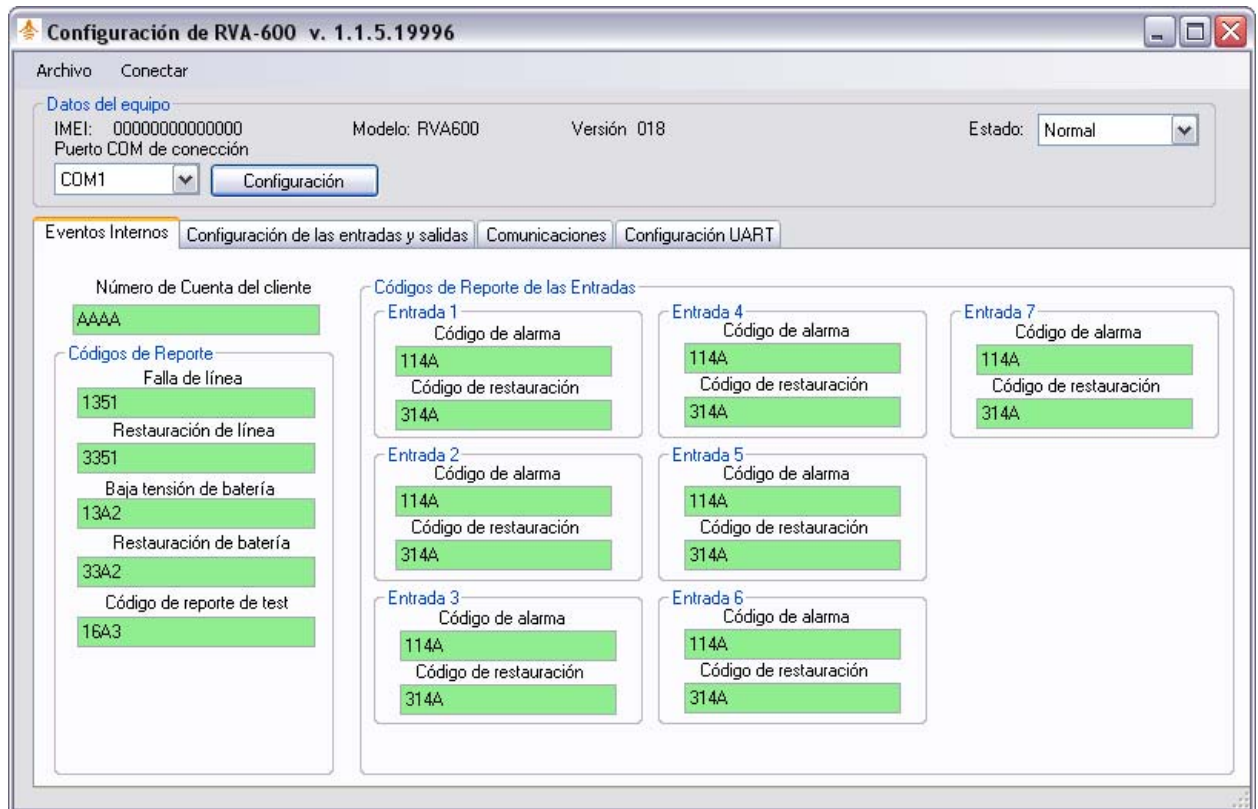 Configuración de RVA-600 v. 1.1.5.19996
Archivo Conectar
Datos del equipo
IMEI: 00000000000000 Modelo: RVA600 Versión 018 Estado: Normal
Puerto COM de conección
COM1 Configuración
Eventos Internos Configuración de las entradas y salidas Comunicaciones Configuración UART
Número de Cuenta del cliente
AAAA
Códigos de Reporte
Falla de línea
1351
Restauración de línea
3351
Baja tensión de batería
13A2
Restauración de batería
33A2
Código de reporte de test
16A3
Códigos de Reporte de las Entradas
Entrada 1
Código de alarma
114A
Código de restauración
314A
Entrada 2
Código de alarma
114A
Código de restauración
314A
Entrada 3
Código de alarma
114A
Código de restauración
314A
Entrada 4
Código de alarma
114A
Código de restauración
314A
Entrada 5
Código de alarma
114A
Código de restauración
314A
Entrada 6
Código de alarma
114A
Código de restauración
314A
Entrada 7
Código de alarma
114A
Código de restauración
314A